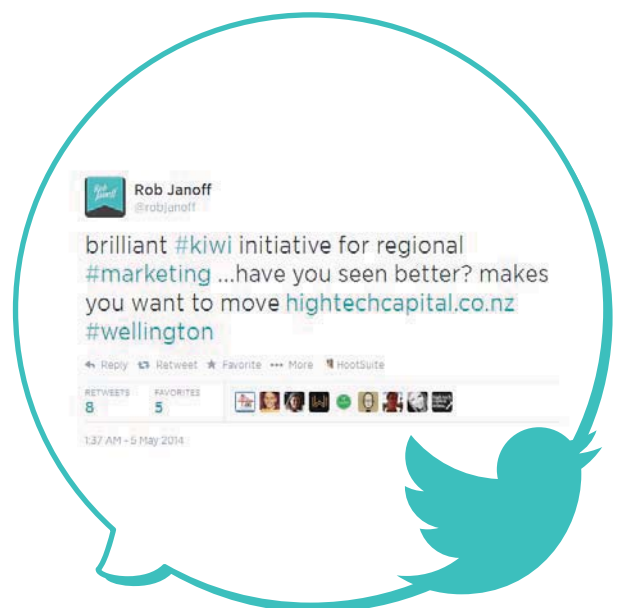 Rob Janoff
@robjanoff
brilliant #kiwi initiative for regional
#marketing ...have you seen better? makes
you want to move hightechcapital.co.nz
#wellington
Reply Retweet Favorite More HootSuite
RETWEETS FAVORITES
8 5
1:37 AM - 5 May 2014